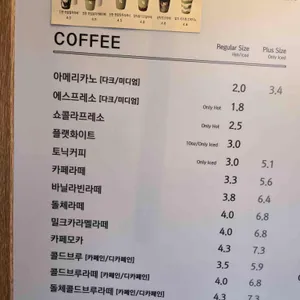 COFFEE
Regular Size Plus Size
Hot/Iced Only Iced
아메리카노 [다크/미디엄] 2.0 3.4
에스프레소 [다크/미디엄] Only Hot 1.8
쇼콜라프레소 Only Hot 2.5
플랫화이트 10oz/Only Iced 3.0
토닉커피 Only Iced 3.0 5.1
카페라떼 3.3 5.6
바닐라빈라떼 3.8 6.4
돌체라떼 4.0 6.8
밀크카라멜라떼 4.0 6.8
카페모카 4.3 7.3
콜드브루 [카페인/디카페인] 3.5 5.9
콜드브루라떼 [카페인/디카페인] 4.0 6.8
돌체콜드브루라떼 [카페인/디카페인] 4.3 7.3